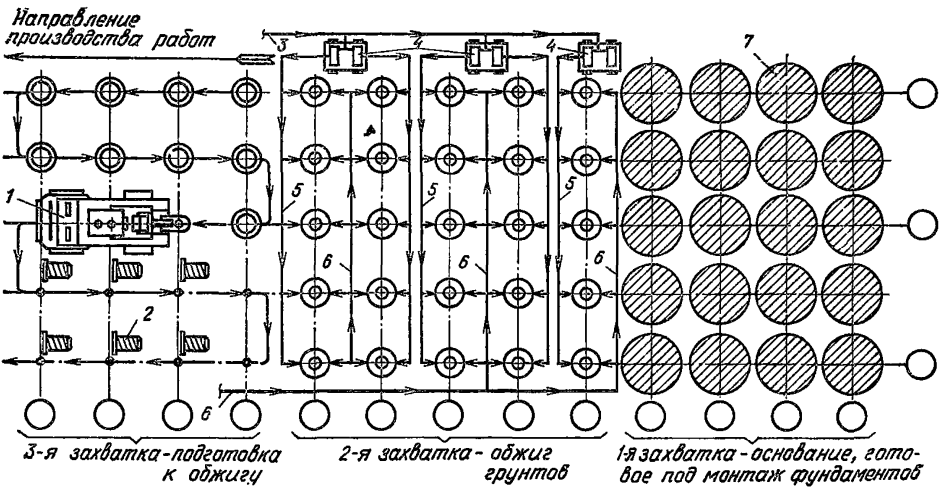 Направление
производства работ
3
4
4
7
1
5
5
5
6
6
6
2
6
3-я захватка-подготовка
к обжигу
2-я захватка - обжиг
грунтов
1-я захватка - основание, гото-
вое под монтаж фундаментов